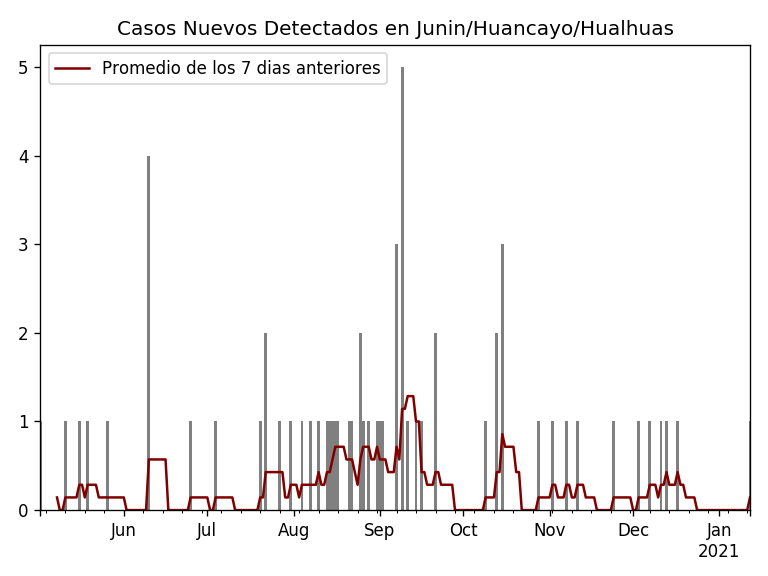 Casos Nuevos Detectados en Junin/Huancayo/Hualhuas
Promedio de los 7 dias anteriores
5
4
3
2
1
0
Jun Jul Aug Sep Oct Nov Dec Jan
2021